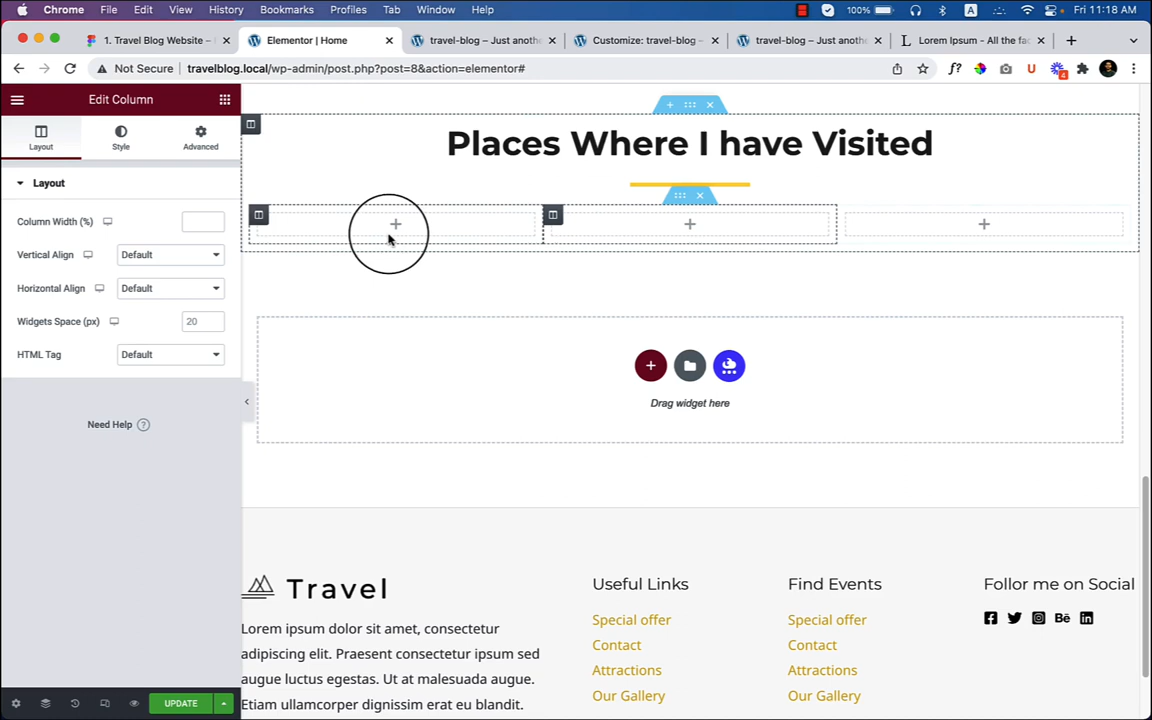 Chrome File Edit View History Bookmarks Profiles Tab Window Help 100% A Fri 11:18 AM
1. Travel Blog Website – Elementor | Home travel-blog – Just anoth Customize: travel-blog – travel-blog – Just anoth Lorem Ipsum - All the fac
Not Secure travelblog.local/wp-admin/post.php?post=8&action=elementor# f? U 4
Edit Column
Layout Style Advanced
Layout
Column Width (%)
Vertical Align Default
Horizontal Align Default
Widgets Space (px) 20
HTML Tag Default
Need Help ?
UPDATE
Places Where I have Visited
Drag widget here
Travel
Lorem ipsum dolor sit amet, consectetur
adipiscing elit. Praesent consectetur ipsum sed
augue luctus egestas. Ut at malesuada augue.
Etiam ullamcorper dignissim erat eu blandit.
Useful Links
Special offer
Contact
Attractions
Our Gallery
Find Events
Special offer
Contact
Attractions
Our Gallery
Follor me on Social